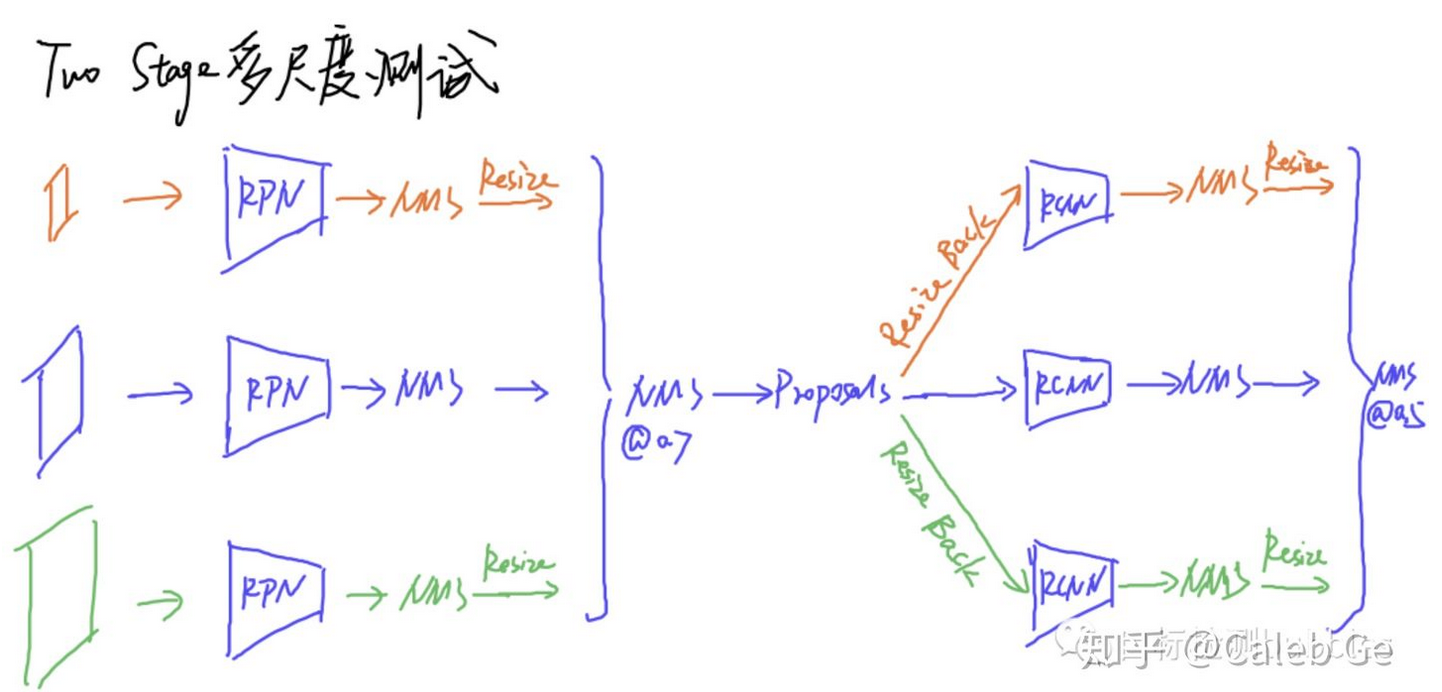 Two Stage多尺度测试
RPN NMS Resize
RPN NMS
RPN NMS Resize
NMS
@0.7
Proposals
Resize Back
Resize Back
RCNN NMS Resize
RCNN NMS
RCNN NMS Resize
NMS
@0.5
知乎 @Caleb Ge